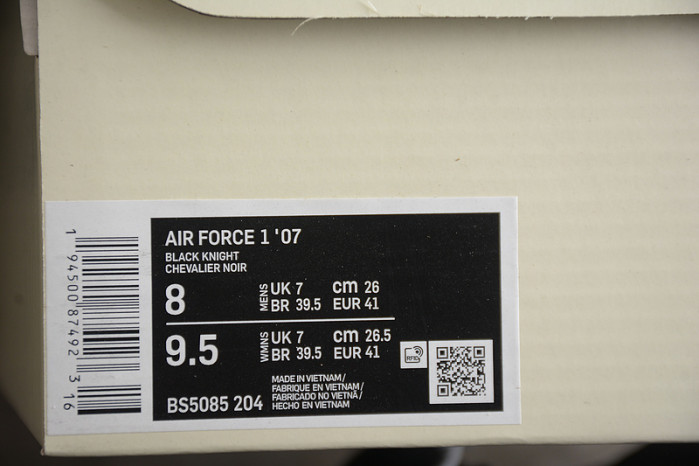 AIR FORCE 1 '07
BLACK KNIGHT
CHEVALIER NOIR
8 MENS UK 7 cm 26
BR 39.5 EUR 41
9.5 WMNS UK 7 cm 26.5
BR 39.5 EUR 41
RFID
BS5085 204
MADE IN VIETNAM /
FABRIQUE EN VIETNAM /
FABRICADO NO VIETNÃ /
HECHO EN VIETNAM
1 94500 87492 3 16